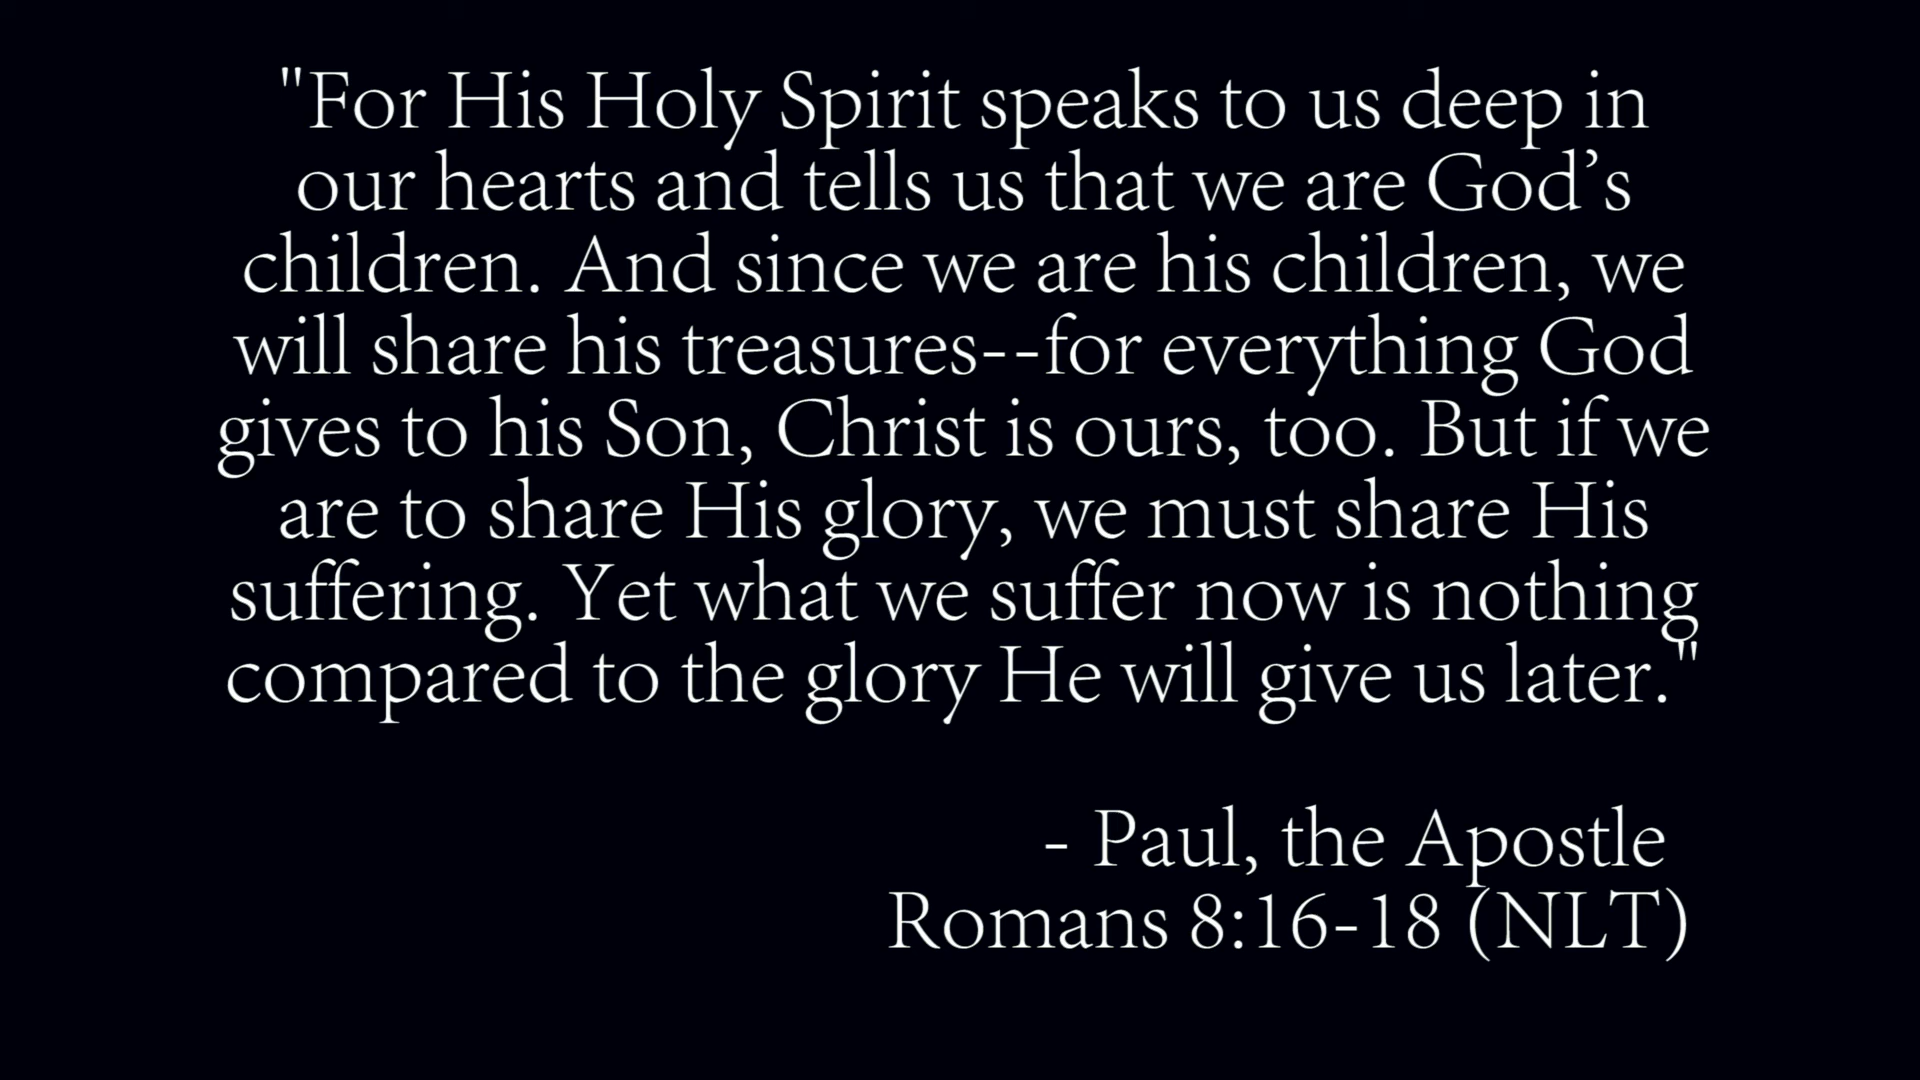 "For His Holy Spirit speaks to us deep in
our hearts and tells us that we are God’s
children. And since we are his children, we
will share his treasures--for everything God
gives to his Son, Christ is ours, too. But if we
are to share His glory, we must share His
suffering. Yet what we suffer now is nothing
compared to the glory He will give us later."
- Paul, the Apostle
Romans 8:16-18 (NLT)